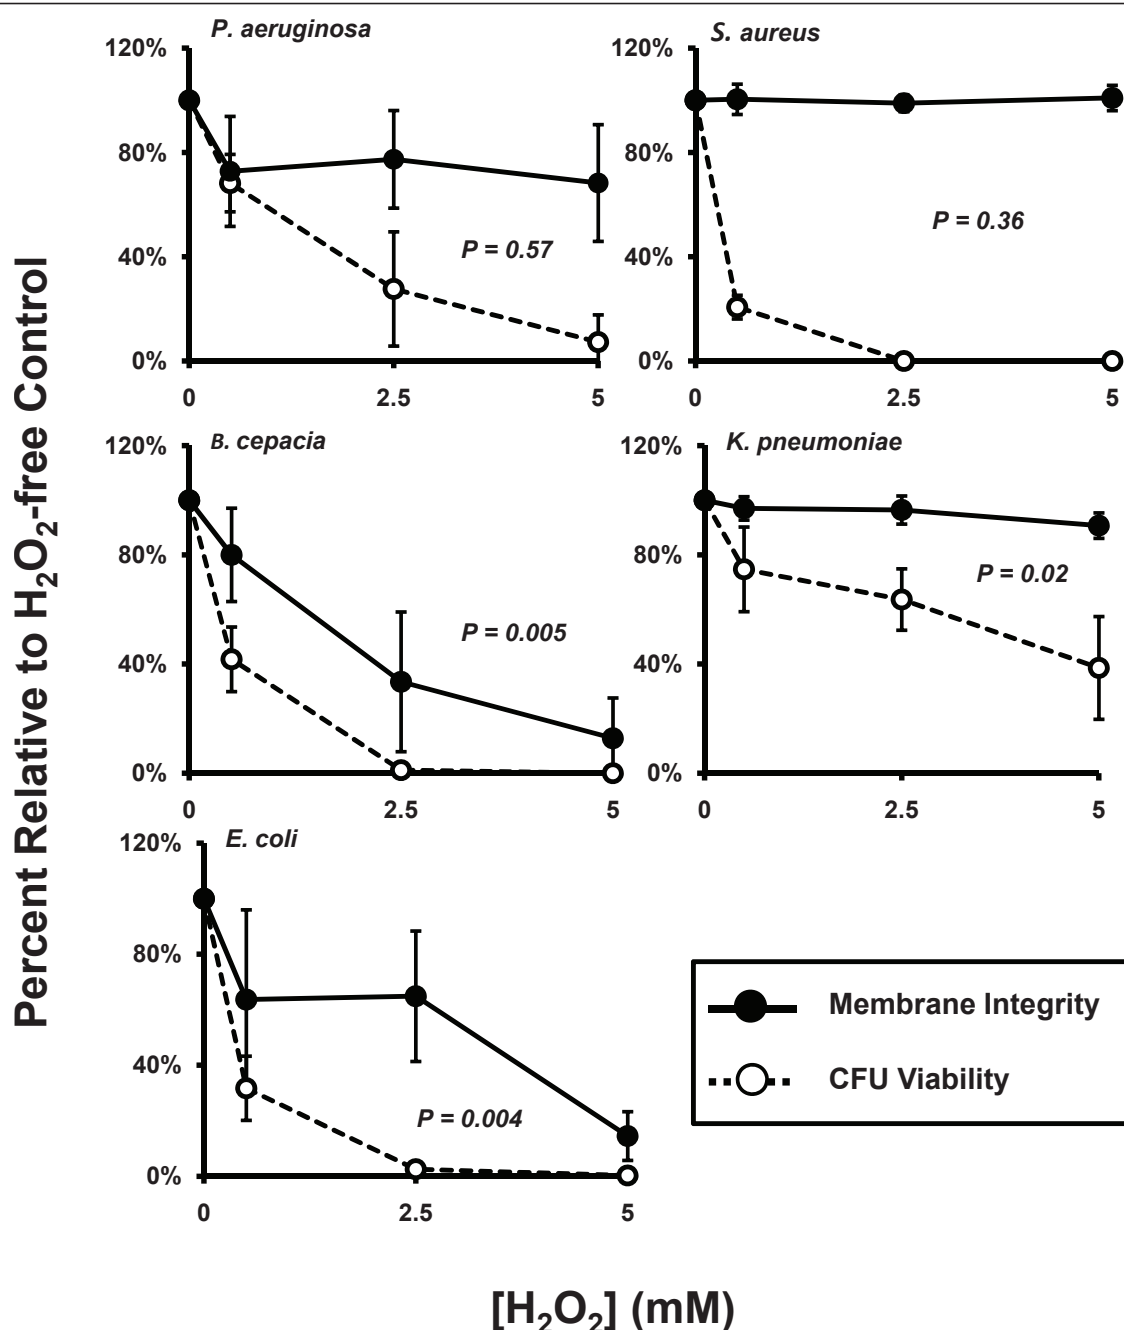 Percent Relative to H₂O₂-free Control
P. aeruginosa
120%
80%
40%
0%
0
2.5
5
P = 0.57
S. aureus
120%
80%
40%
0%
0
2.5
5
P = 0.36
B. cepacia
120%
80%
40%
0%
0
2.5
5
P = 0.005
K. pneumoniae
120%
80%
40%
0%
0
2.5
5
P = 0.02
E. coli
120%
80%
40%
0%
0
2.5
5
P = 0.004
Membrane Integrity
CFU Viability
[H₂O₂] (mM)